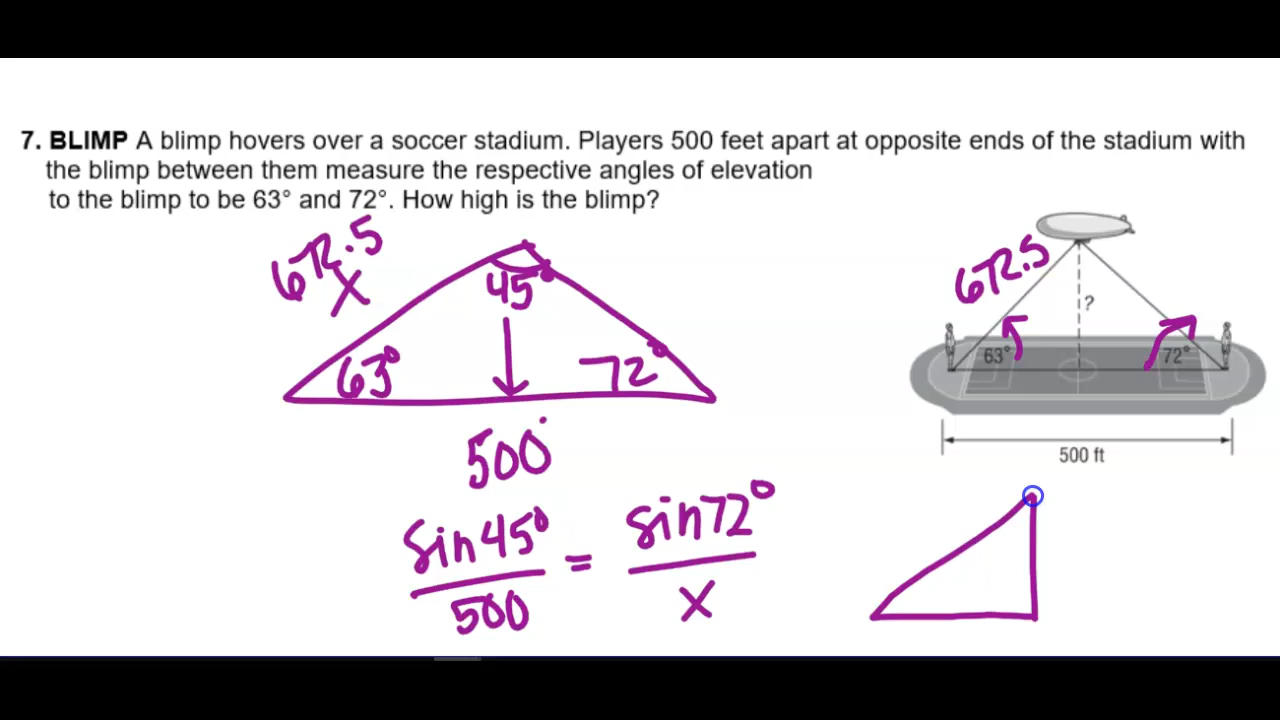 7. BLIMP A blimp hovers over a soccer stadium. Players 500 feet apart at opposite ends of the stadium with
the blimp between them measure the respective angles of elevation
to the blimp to be 63° and 72°. How high is the blimp?
672.5
X
45°
63°
72°
500
sin45° = sin72°
500 x
672.5
?
63°
72°
500 ft